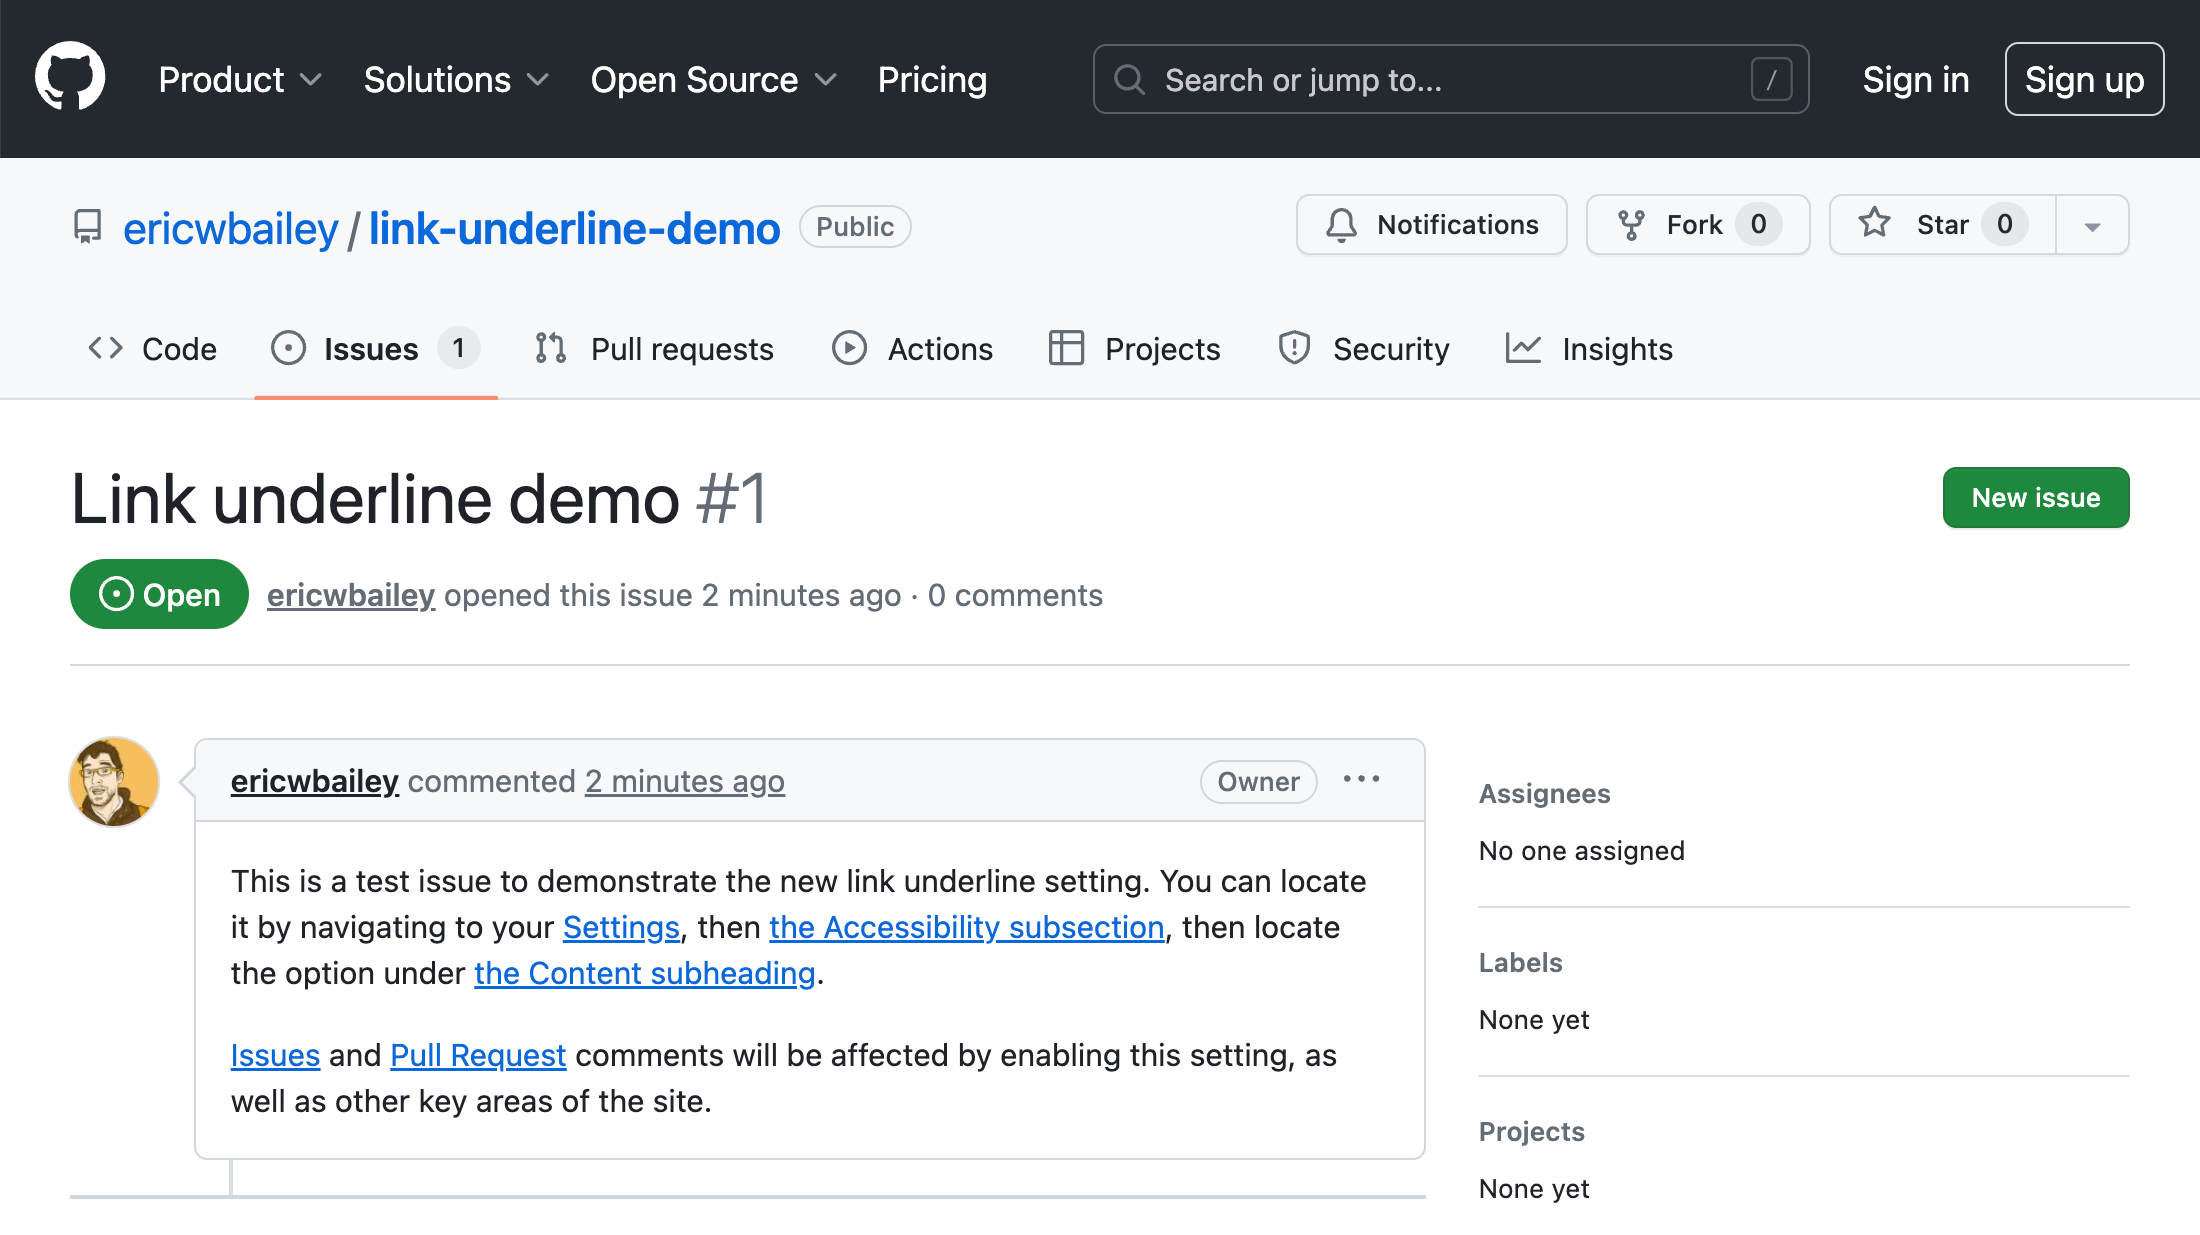 Product Solutions Open Source Pricing Search or jump to... / Sign in Sign up
ericwbailey / link-underline-demo Public Notifications Fork 0 Star 0
Code Issues 1 Pull requests Actions Projects Security Insights
Link underline demo #1 New issue
Open ericwbailey opened this issue 2 minutes ago · 0 comments
ericwbailey commented 2 minutes ago Owner ···
This is a test issue to demonstrate the new link underline setting. You can locate
it by navigating to your Settings, then the Accessibility subsection, then locate
the option under the Content subheading.
Issues and Pull Request comments will be affected by enabling this setting, as
well as other key areas of the site.
Assignees
No one assigned
Labels
None yet
Projects
None yet